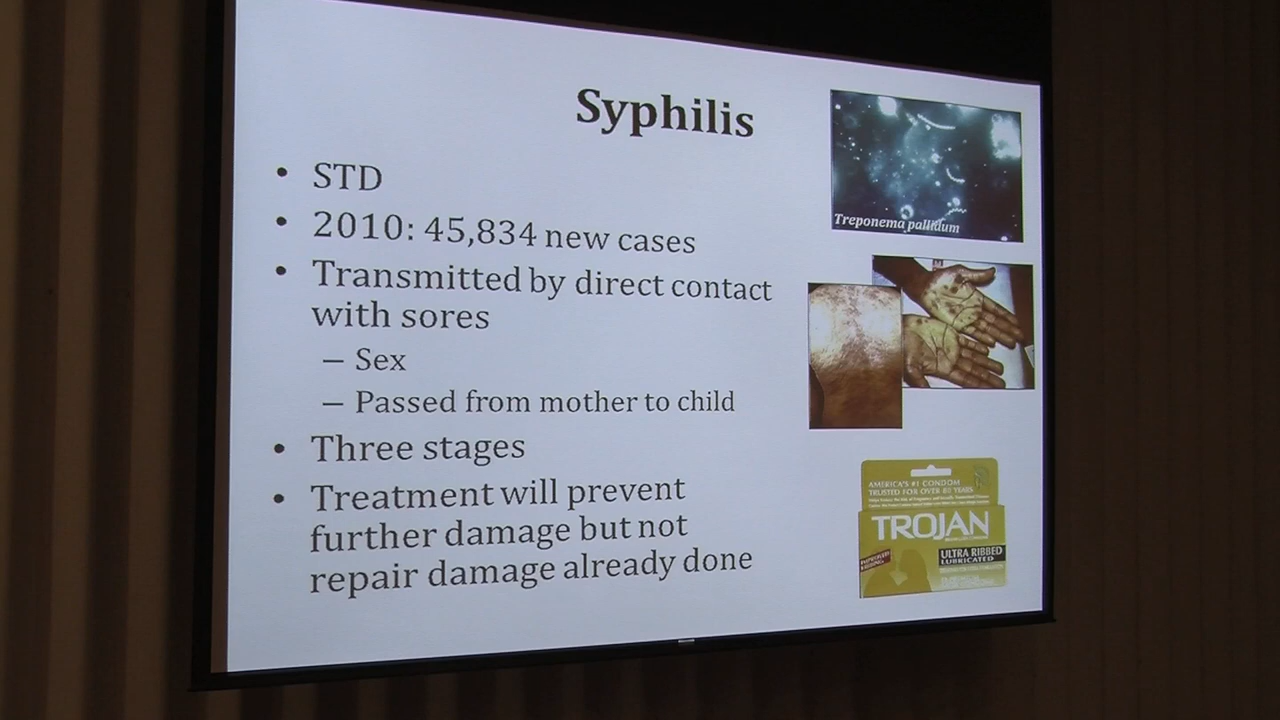 Syphilis
• STD
• 2010: 45,834 new cases
• Transmitted by direct contact
with sores
– Sex
– Passed from mother to child
• Three stages
• Treatment will prevent
further damage but not
repair damage already done
Treponema pallidum
AMERICA'S #1 CONDOM
TRUSTED FOR OVER 80 YEARS
TROJAN
ULTRA RIBBED
LUBRICATED